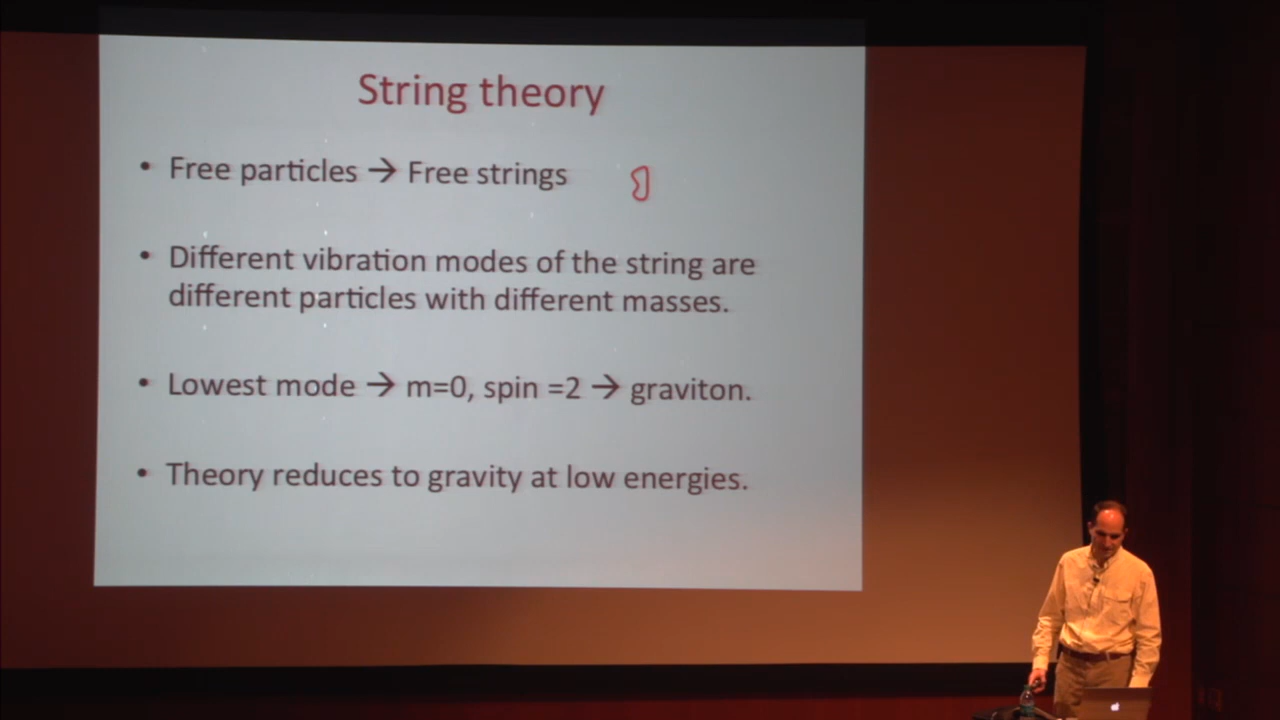 String theory
• Free particles → Free strings
• Different vibration modes of the string are
different particles with different masses.
• Lowest mode → m=0, spin =2 → graviton.
• Theory reduces to gravity at low energies.